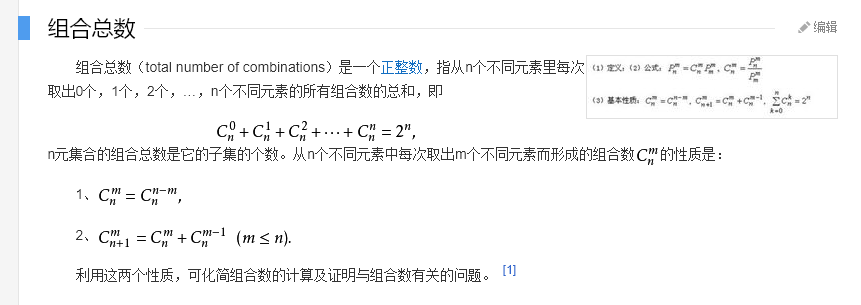 组合总数
编辑
组合总数（total number of combinations）是一个正整数，指从n个不同元素里每次
取出0个，1个，2个，…，n个不同元素的所有组合数的总和，即
(1) 定义：(2) 公式：P_n^m = C_n^m P_m^m，C_n^m = P_n^m / P_m^m
(3) 基本性质：C_n^m = C_n^{n-m}，C_{n+1}^m = C_n^m + C_n^{m-1}，∑_{k=0}^n C_n^k = 2^n
C_n^0 + C_n^1 + C_n^2 + ⋯ + C_n^n = 2^n,
n元集合的组合总数是它的子集的个数。从n个不同元素中每次取出m个不同元素而形成的组合数C_n^m的性质是：
1、C_n^m = C_n^{n-m},
2、C_{n+1}^m = C_n^m + C_n^{m-1} (m ≤ n).
利用这两个性质，可化简组合数的计算及证明与组合数有关的问题。 [1]